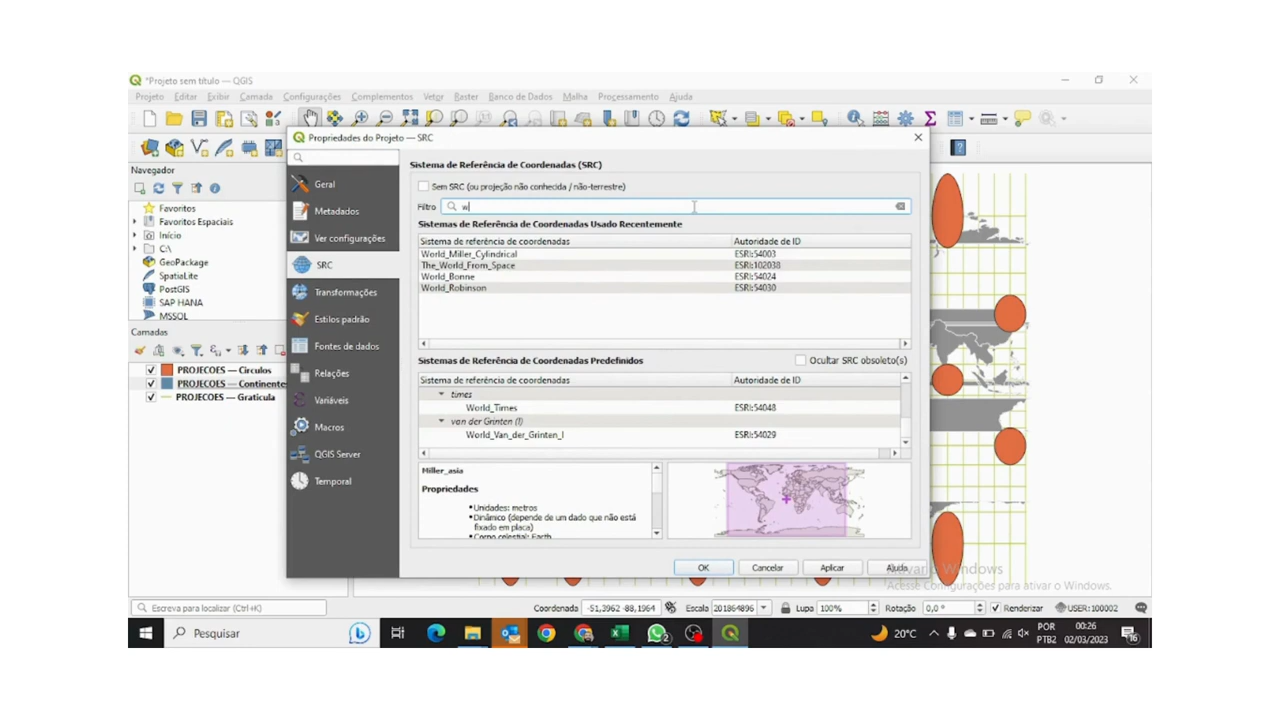 *Projeto sem título — QGIS
Projeto Editar Exibir Camada Configurações Complementos Vetor Raster Banco de Dados Malha Processamento Ajuda
Propriedades do Projeto — SRC
Navegador
Favoritos
Favoritos Espaciais
Início
C:\
GeoPackage
SpatiaLite
PostGIS
SAP HANA
MSSQL
Camadas
PROJECOES — Circulos
PROJECOES — Continente
PROJECOES — Graticula
Geral
Metadados
Ver configurações
SRC
Transformações
Estilos padrão
Fontes de dados
Relações
Variáveis
Macros
QGIS Server
Temporal
Sistema de Referência de Coordenadas (SRC)
Sem SRC (ou projeção não conhecida / não-terrestre)
Filtro w
Sistemas de Referência de Coordenadas Usado Recentemente
Sistema de referência de coordenadas Autoridade de ID
World_Miller_Cylindrical ESRI:54003
The_World_From_Space ESRI:102038
World_Bonne ESRI:54024
World_Robinson ESRI:54030
Sistemas de Referência de Coordenadas Predefinidos Ocultar SRC obsoleto(s)
Sistema de referência de coordenadas Autoridade de ID
times
World_Times ESRI:54048
van der Grinten (I)
World_Van_der_Grinten_I ESRI:54029
Miller_asia
Propriedades
•Unidades: metros
•Dinâmico (depende de um dado que não está
fixado em placa)
•Corpo celestial: Earth
OK Cancelar Aplicar Ajuda
Windows
Acesse Configurações para ativar o Windows.
Escreva para localizar (Ctrl+K) Coordenada -51,3962 -88,1964 Escala 201864896 Lupa 100% Rotação 0,0 ° Renderizar USER:100002
Pesquisar 2 20°C POR PTB2 00:26 02/03/2023 16